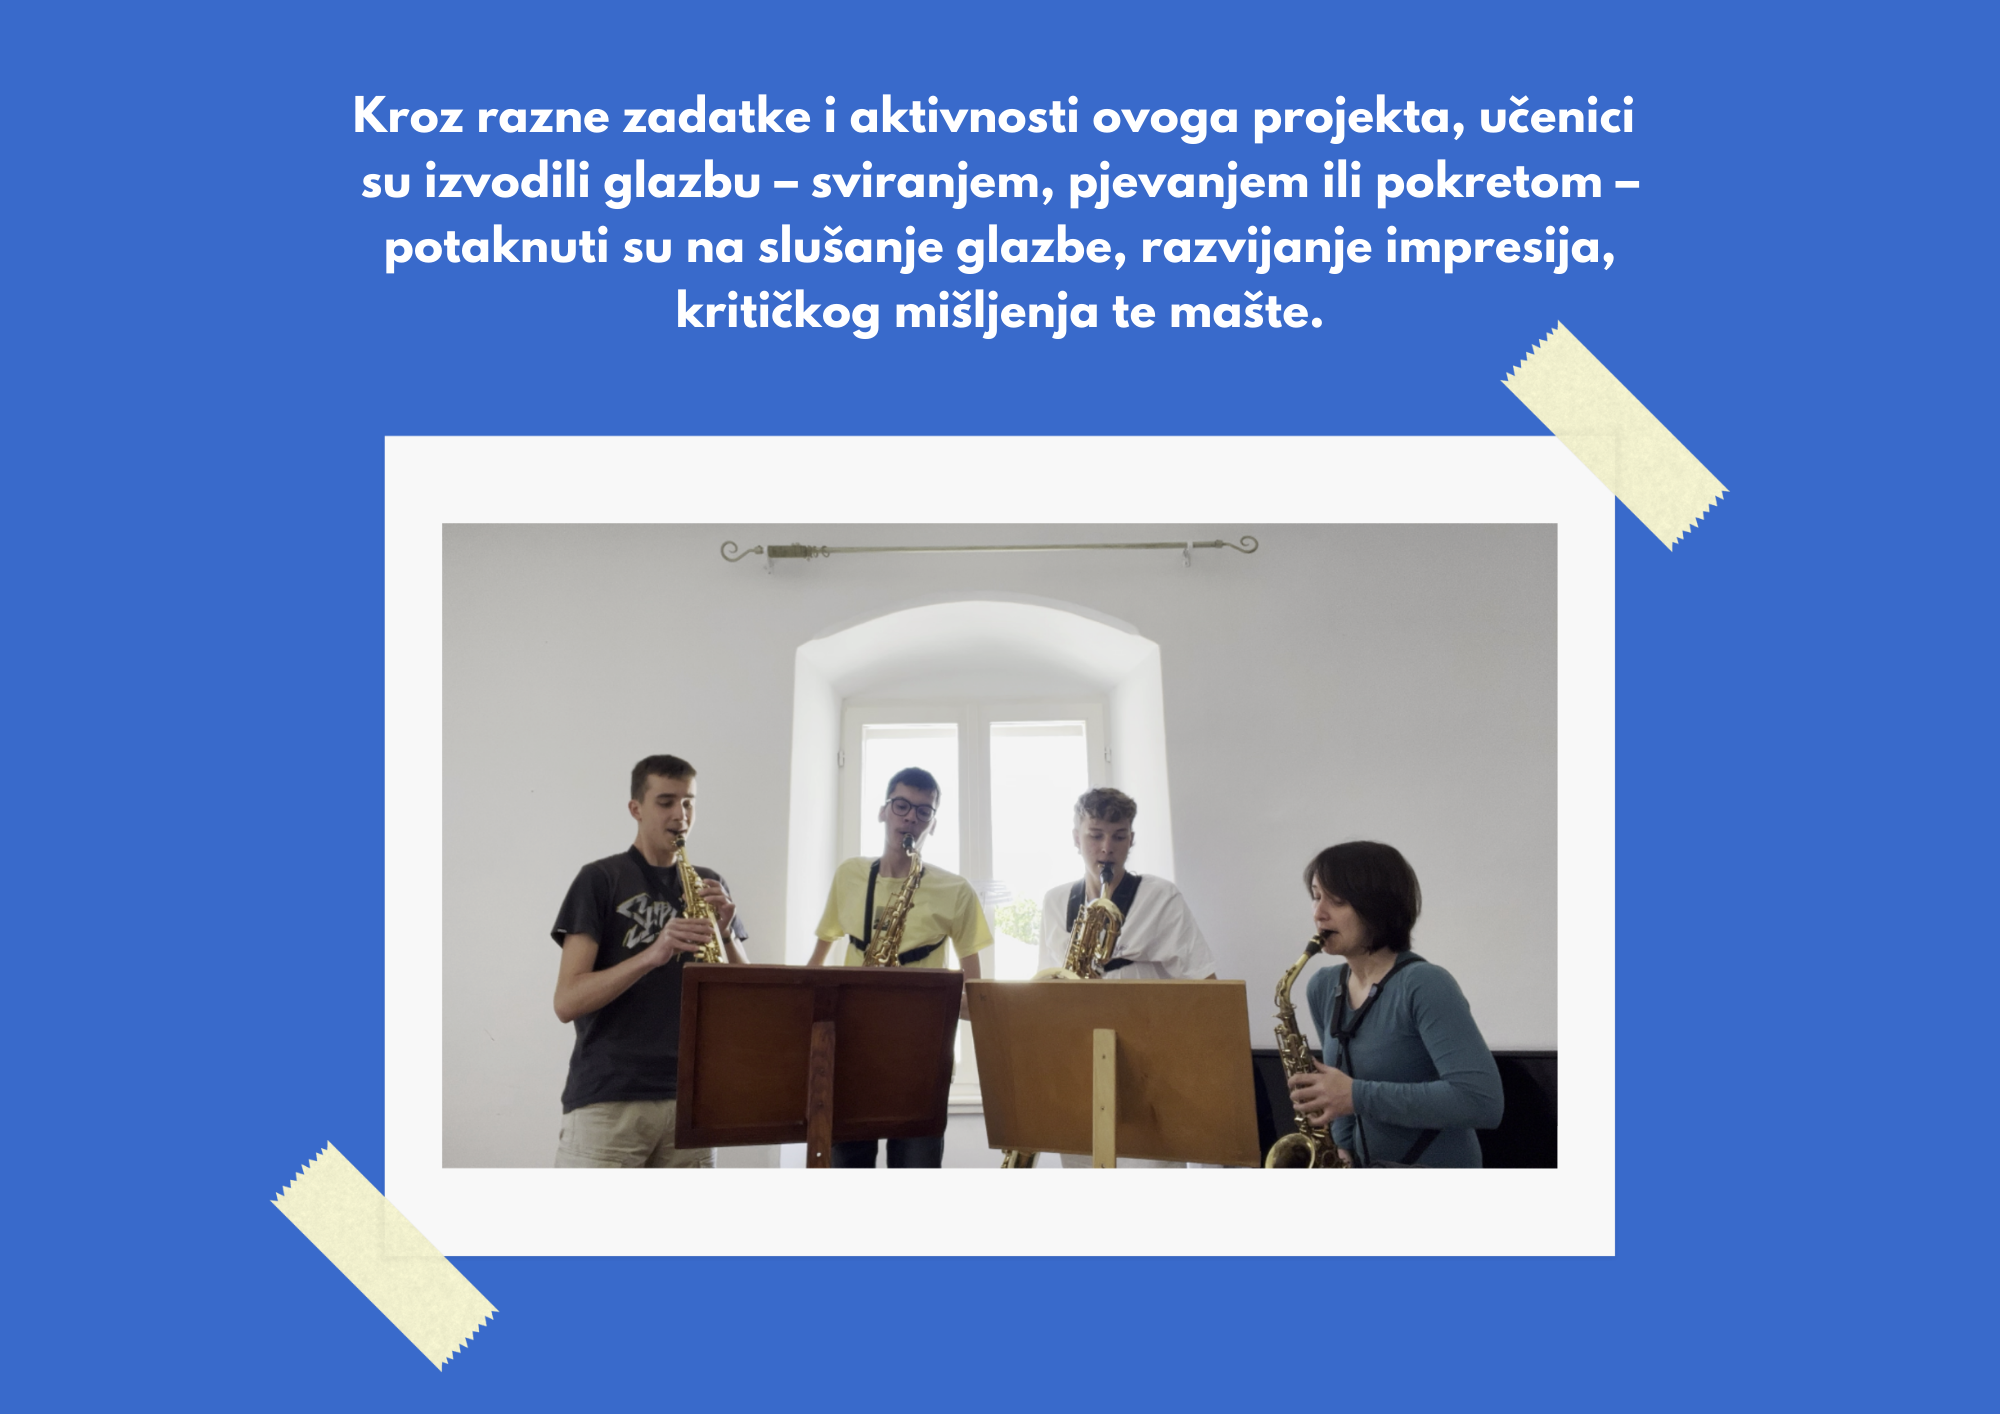 Kroz razne zadatke i aktivnosti ovoga projekta, učenici
su izvodili glazbu – sviranjem, pjevanjem ili pokretom –
potaknuti su na slušanje glazbe, razvijanje impresija,
kritičkog mišljenja te mašte.